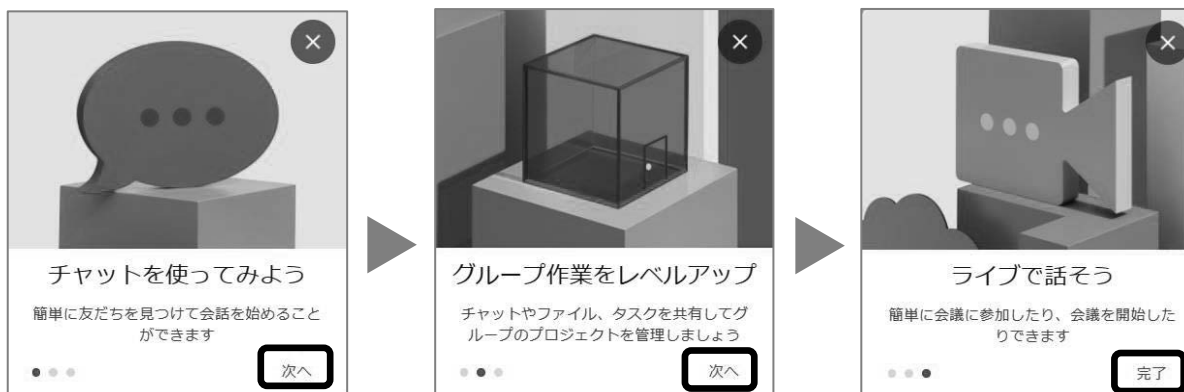 チャットを使ってみよう
簡単に友だちを見つけて会話を始めること
ができます
次へ
グループ作業をレベルアップ
チャットやファイル、タスクを共有してグ
ループのプロジェクトを管理しましょう
次へ
ライブで話そう
簡単に会議に参加したり、会議を開始した
りできます
完了